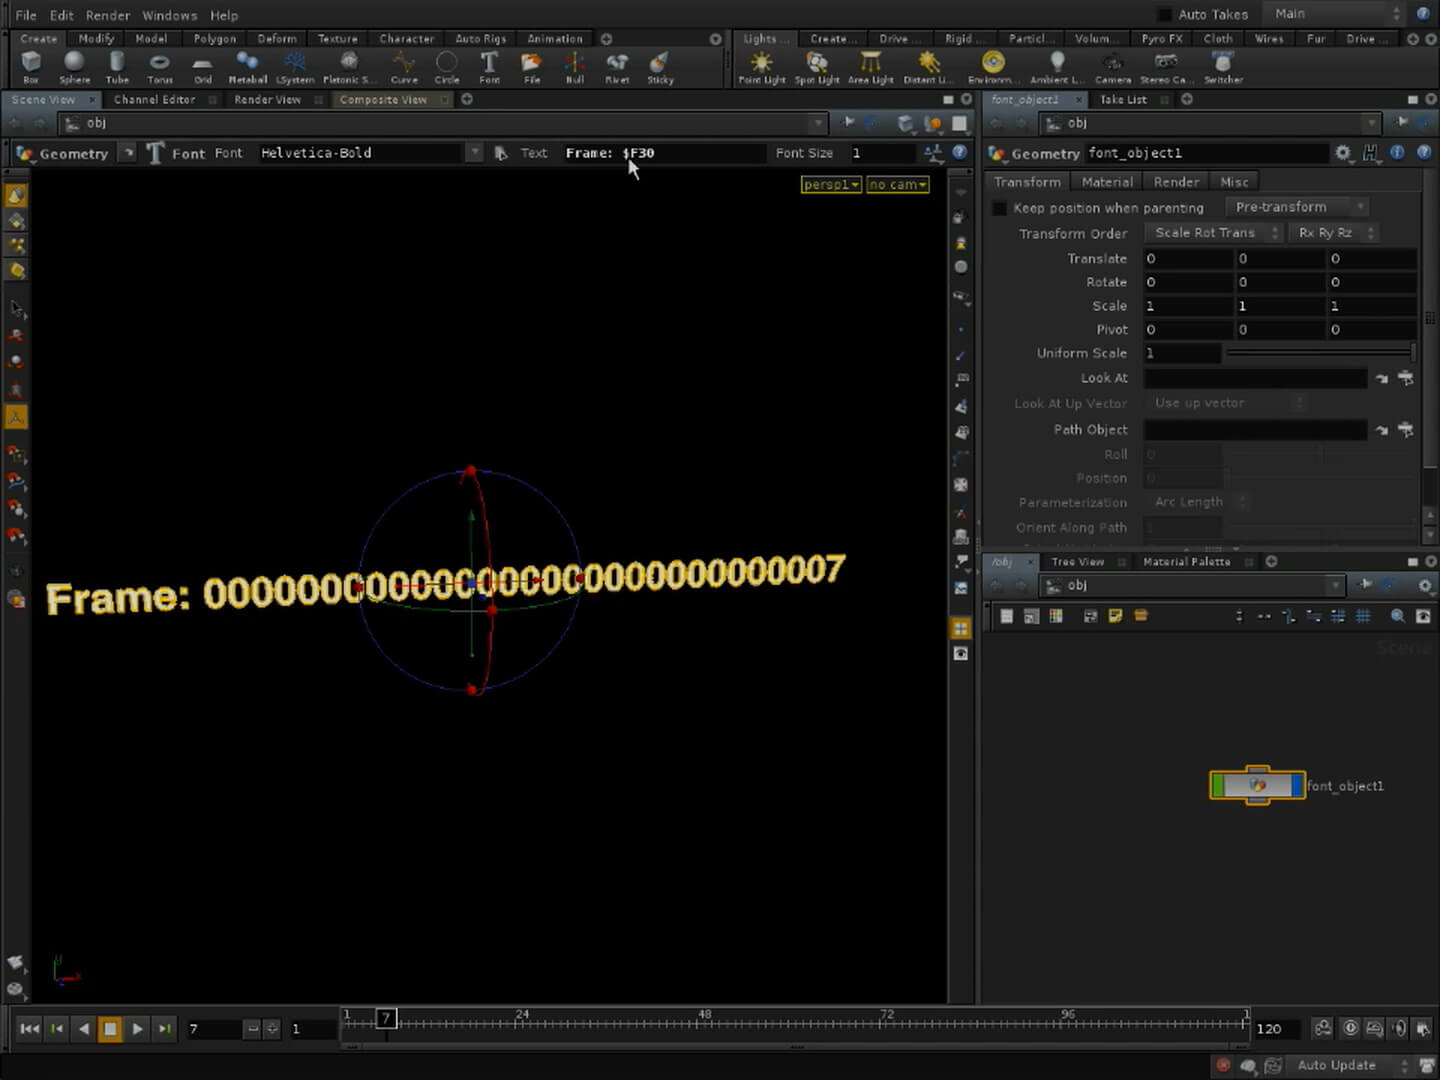 File Edit Render Windows Help Auto Takes Main
Create Modify Model Polygon Deform Texture Character Auto Rigs Animation Lights ... Create... Drive ... Rigid ... Particl... Volum... Pyro FX Cloth Wires Fur Drive ...
Box Sphere Tube Torus Grid Metaball LSystem Platonic S... Curve Circle Font File Null Rivet Sticky Point Light Spot Light Area Light Distant L... Environm... Ambient L... Camera Stereo Ca... Switcher
Scene View Channel Editor Render View Composite View font_object1 Take List
obj obj
Geometry Font Font Helvetica-Bold Text Frame: $F30 Font Size 1 Geometry font_object1
persp1 no cam
Transform Material Render Misc
Keep position when parenting Pre-transform
Transform Order Scale Rot Trans Rx Ry Rz
Translate 0 0 0
Rotate 0 0 0
Scale 1 1 1
Pivot 0 0 0
Uniform Scale 1
Look At
Look At Up Vector Use up vector
Path Object
Roll 0
Position 0
Parameterization Arc Length
Orient Along Path 1
Frame: 000000000000000000000000000007
/obj Tree View Material Palette
obj
Scene
font_object1
7 1 1 7 24 48 72 96 1 120
Auto Update